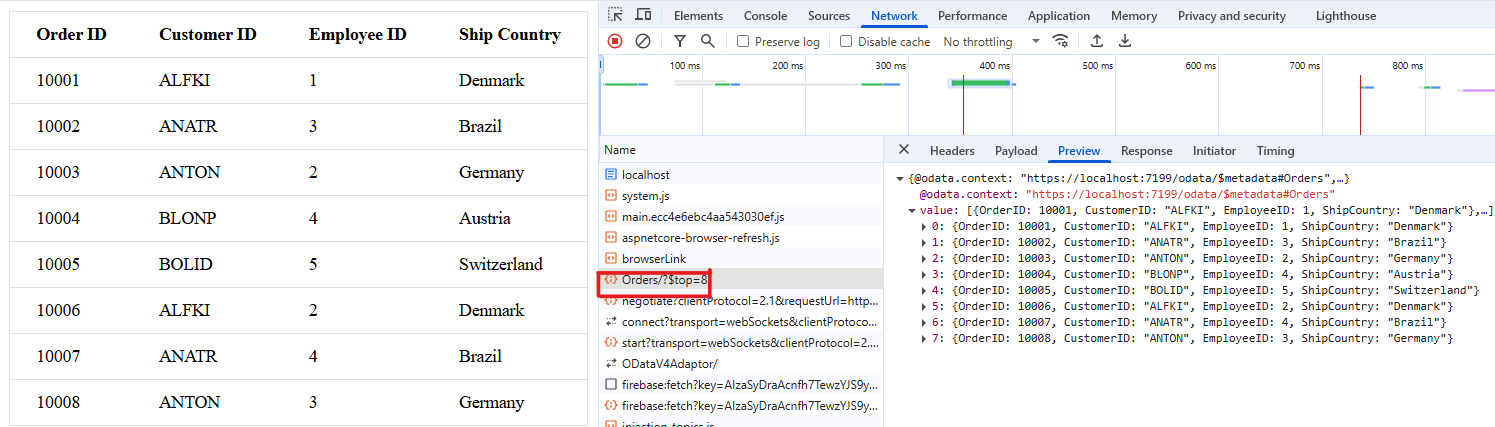 Order ID Customer ID Employee ID Ship Country
10001 ALFKI 1 Denmark
10002 ANATR 3 Brazil
10003 ANTON 2 Germany
10004 BLONP 4 Austria
10005 BOLID 5 Switzerland
10006 ALFKI 2 Denmark
10007 ANATR 4 Brazil
10008 ANTON 3 Germany
Elements Console Sources Network Performance Application Memory Privacy and security Lighthouse
Preserve log Disable cache No throttling
100 ms 200 ms 300 ms 400 ms 500 ms 600 ms 700 ms 800 ms
Name
localhost
system.js
main.ecc4e6ebc4aa543030ef.js
aspnetcore-browser-refresh.js
browserLink
Orders/?$top=8
negotiate?clientProtocol=2.1&requestUrl=http...
connect?transport=webSockets&clientProtoco...
start?transport=webSockets&clientProtocol=2....
ODataV4Adaptor/
firebase:fetch?key=AIzaSyDraAcnfh7TewzYJS9y...
firebase:fetch?key=AIzaSyDraAcnfh7TewzYJS9y...
injection-topics.js
Headers Payload Preview Response Initiator Timing
{@odata.context: "https://localhost:7199/odata/$metadata#Orders",…}
@odata.context: "https://localhost:7199/odata/$metadata#Orders"
value: [{OrderID: 10001, CustomerID: "ALFKI", EmployeeID: 1, ShipCountry: "Denmark"},…]
0: {OrderID: 10001, CustomerID: "ALFKI", EmployeeID: 1, ShipCountry: "Denmark"}
1: {OrderID: 10002, CustomerID: "ANATR", EmployeeID: 3, ShipCountry: "Brazil"}
2: {OrderID: 10003, CustomerID: "ANTON", EmployeeID: 2, ShipCountry: "Germany"}
3: {OrderID: 10004, CustomerID: "BLONP", EmployeeID: 4, ShipCountry: "Austria"}
4: {OrderID: 10005, CustomerID: "BOLID", EmployeeID: 5, ShipCountry: "Switzerland"}
5: {OrderID: 10006, CustomerID: "ALFKI", EmployeeID: 2, ShipCountry: "Denmark"}
6: {OrderID: 10007, CustomerID: "ANATR", EmployeeID: 4, ShipCountry: "Brazil"}
7: {OrderID: 10008, CustomerID: "ANTON", EmployeeID: 3, ShipCountry: "Germany"}